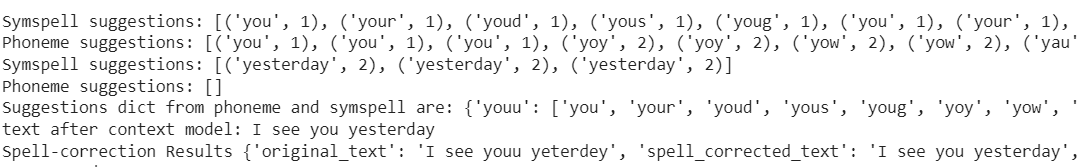 Symspell suggestions: [('you', 1), ('your', 1), ('youd', 1), ('yous', 1), ('youg', 1), ('you', 1), ('your', 1),
Phoneme suggestions: [('you', 1), ('you', 1), ('you', 1), ('yoy', 2), ('yoy', 2), ('yow', 2), ('yow', 2), ('yau'
Symspell suggestions: [('yesterday', 2), ('yesterday', 2), ('yesterday', 2)]
Phoneme suggestions: []
Suggestions dict from phoneme and symspell are: {'youu': ['you', 'your', 'youd', 'yous', 'youg', 'yoy', 'yow', '
text after context model: I see you yesterday
Spell-correction Results {'original_text': 'I see youu yeterdey', 'spell_corrected_text': 'I see you yesterday',